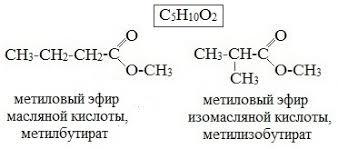 C5H10O2
CH3-CH2-CH2-C O O-CH3
CH3-CH-C O O-CH3
CH3
метиловый эфир
масляной кислоты,
метилбутират
метиловый эфир
изомасляной кислоты,
метилизобутират